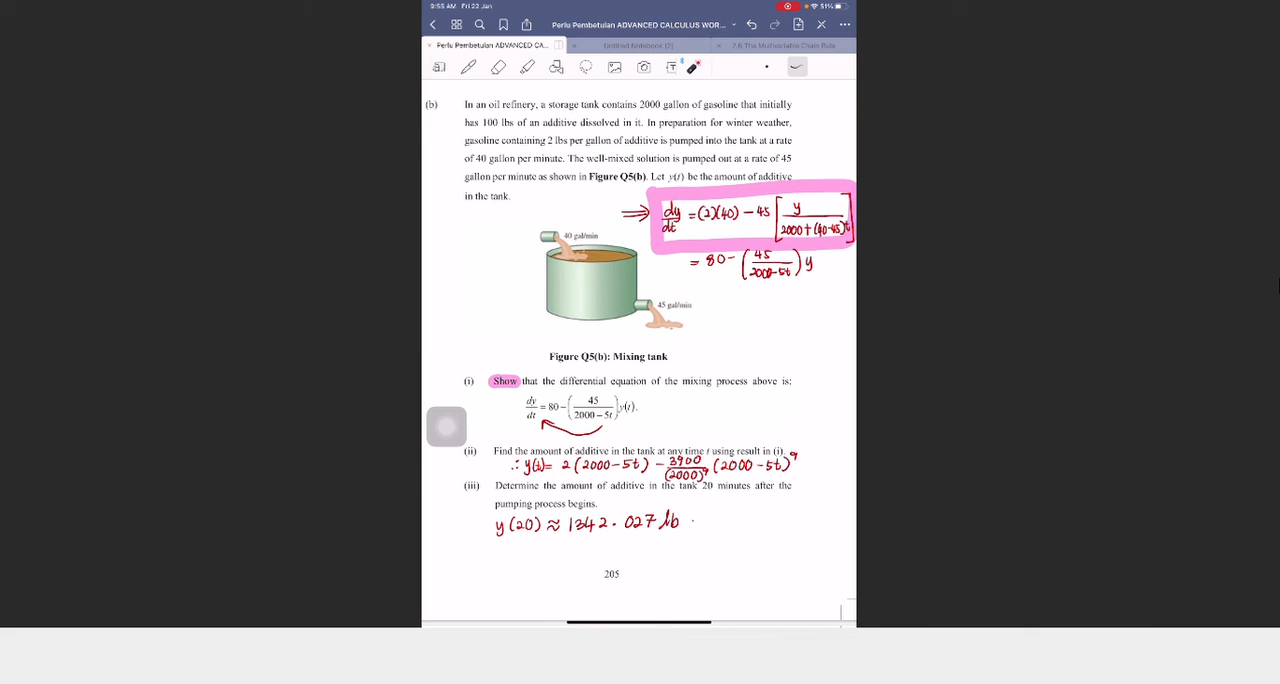 9:55 AM Fri 22 Jan
51%
Perlu Pembetulan ADVANCED CALCULUS WOR...
Perlu Pembetulan ADVANCED CA...
Untitled Notebook (2)
7.6 The Multivariable Chain Rule
(b) In an oil refinery, a storage tank contains 2000 gallon of gasoline that initially
has 100 lbs of an additive dissolved in it. In preparation for winter weather,
gasoline containing 2 lbs per gallon of additive is pumped into the tank at a rate
of 40 gallon per minute. The well-mixed solution is pumped out at a rate of 45
gallon per minute as shown in Figure Q5(b). Let y(t) be the amount of additive
in the tank.
⇒ dy/dt = (2)(40) − 45 [ y / 2000 + (40-45)t ]
= 80 − ( 45 / 2000-5t ) y
40 gal/min
45 gal/min
Figure Q5(b): Mixing tank
(i) Show that the differential equation of the mixing process above is:
dy/dt = 80 − ( 45 / 2000 − 5t ) y(t).
(ii) Find the amount of additive in the tank at any time t using result in (i).
∴ y(t) = 2 (2000 − 5t) − 3900/(2000)^9 (2000 − 5t)^9
(iii) Determine the amount of additive in the tank 20 minutes after the
pumping process begins.
y (20) ≈ 1342.027 lb
205